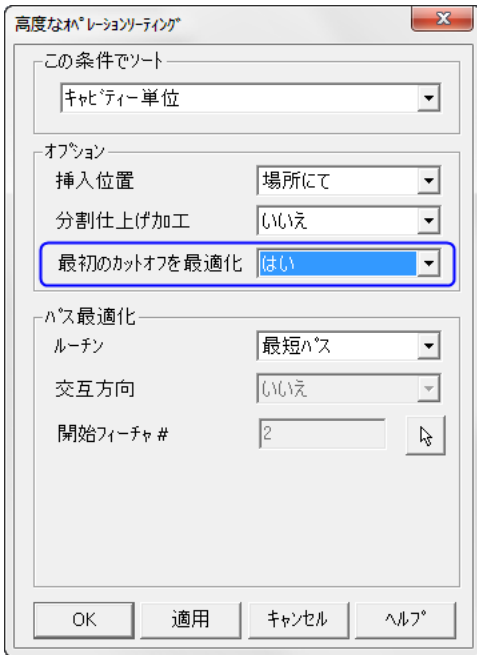 高度なｵﾍﾟﾚｰｼｮﾝｿｰﾃｨﾝｸﾞ
この条件でソート
ｷｬﾋﾞﾃｨｰ単位
ｵﾌﾟｼｮﾝ
挿入位置 場所にて
分割仕上げ加工 いいえ
最初のｶｯﾄｵﾌを最適化 はい
ﾊﾟｽ最適化
ﾙｰﾁﾝ 最短ﾊﾟｽ
交互方向 いいえ
開始ﾌｨｰﾁｬ # 2
OK 適用 ｷｬﾝｾﾙ ﾍﾙﾌﾟ